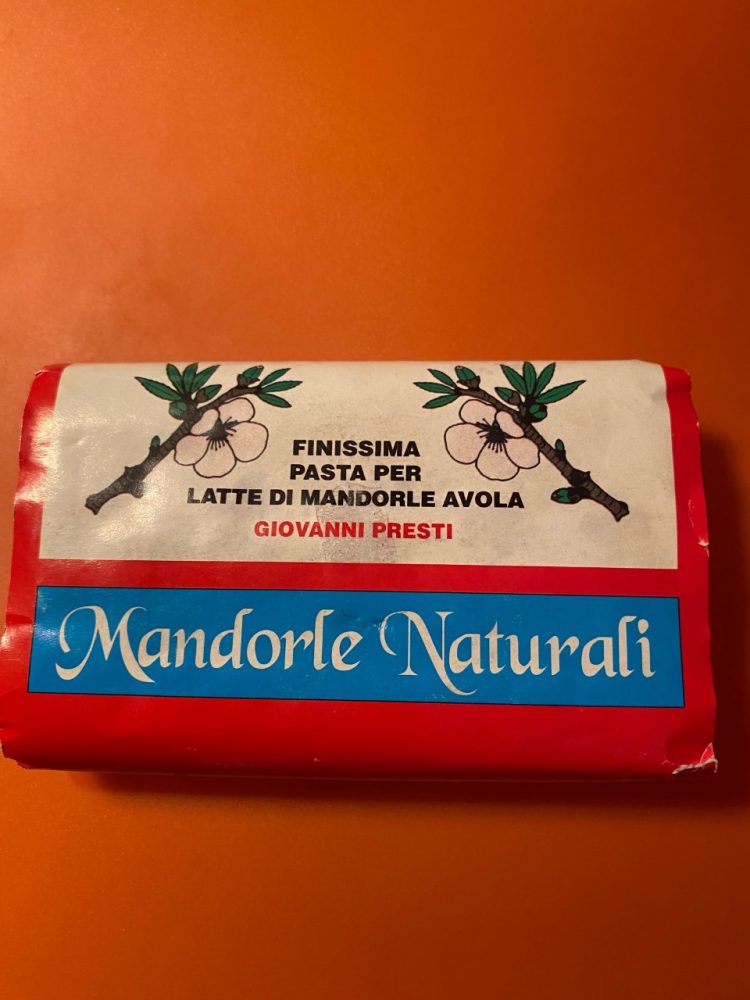 FINISSIMA
PASTA PER
LATTE DI MANDORLE AVOLA
GIOVANNI PRESTI
Mandorle Naturali